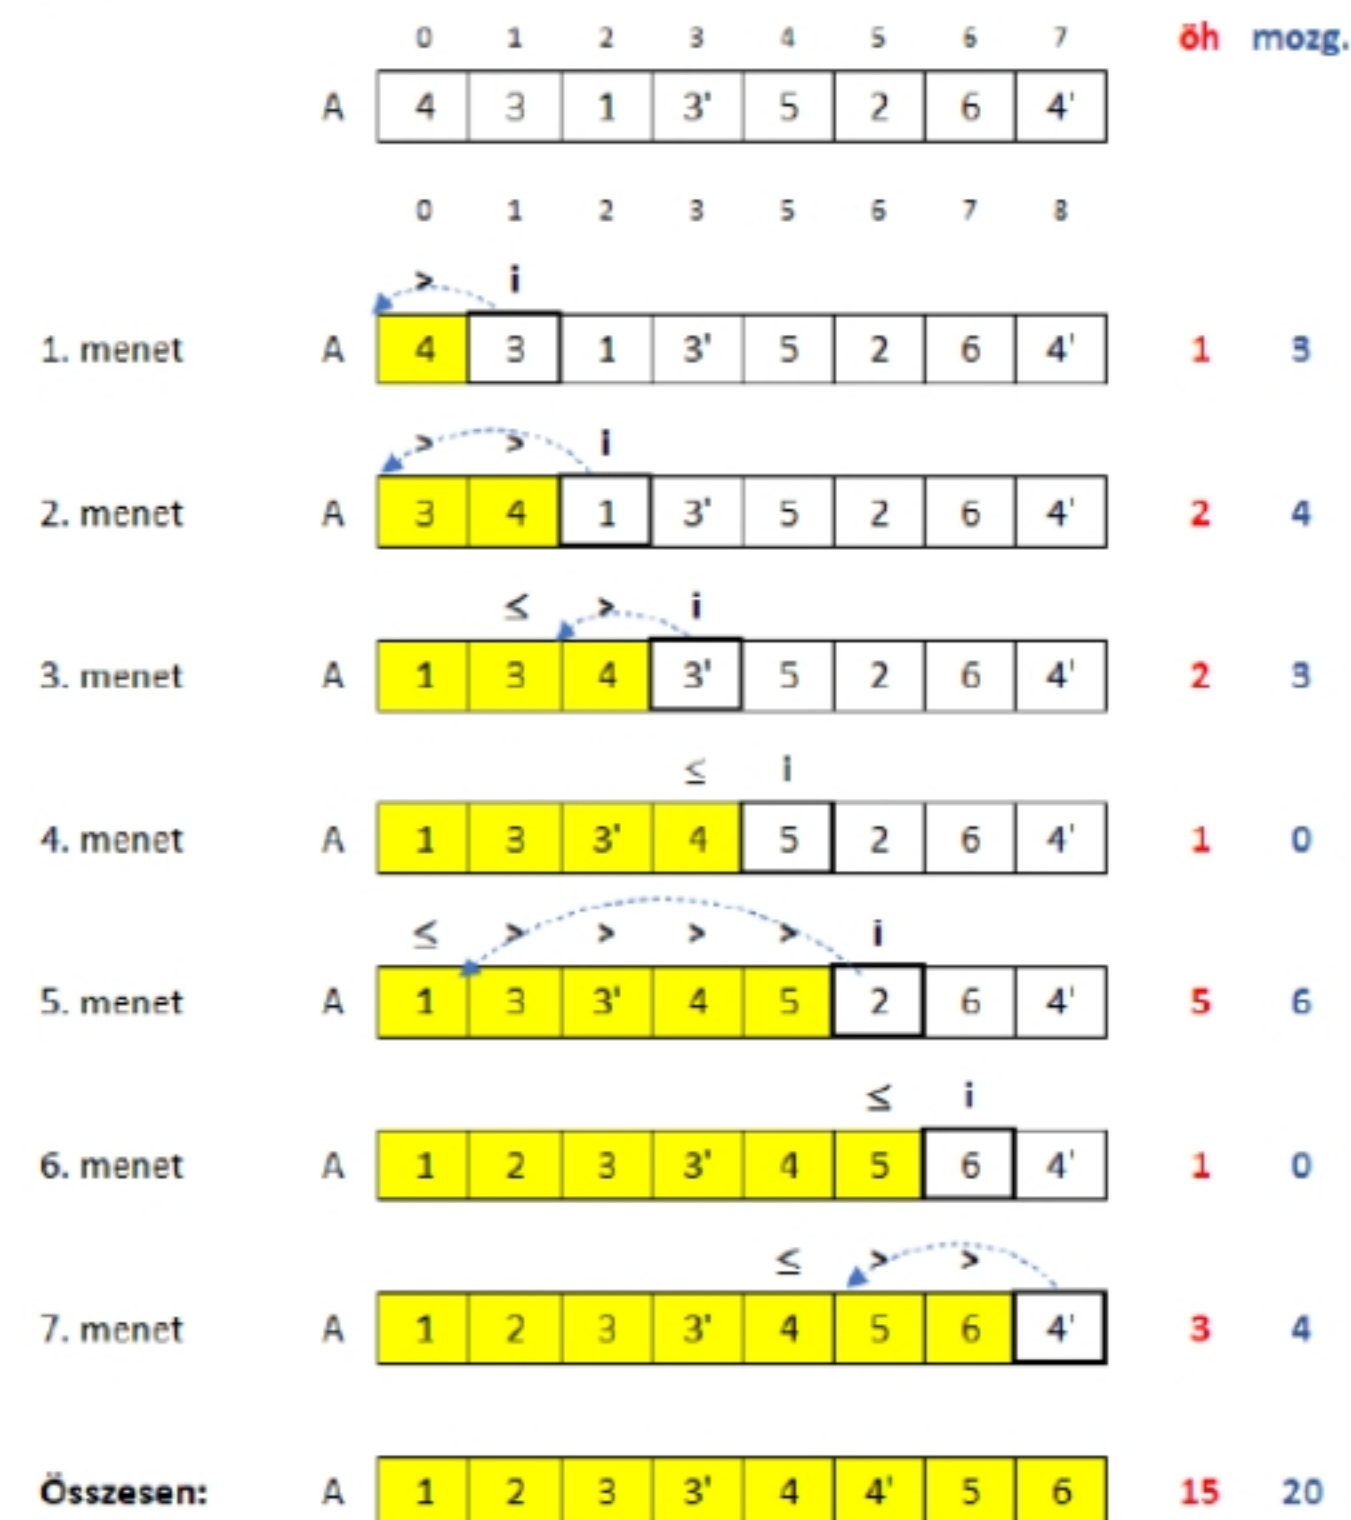 0 1 2 3 4 5 6 7 öh mozg.
A 4 3 1 3' 5 2 6 4'
0 1 2 3 5 6 7 8
> i
1. menet A 4 3 1 3' 5 2 6 4' 1 3
> > i
2. menet A 3 4 1 3' 5 2 6 4' 2 4
≤ > i
3. menet A 1 3 4 3' 5 2 6 4' 2 3
≤ i
4. menet A 1 3 3' 4 5 2 6 4' 1 0
≤ > > > > i
5. menet A 1 3 3' 4 5 2 6 4' 5 6
≤ i
6. menet A 1 2 3 3' 4 5 6 4' 1 0
≤ > >
7. menet A 1 2 3 3' 4 5 6 4' 3 4
Összesen: A 1 2 3 3' 4 4' 5 6 15 20